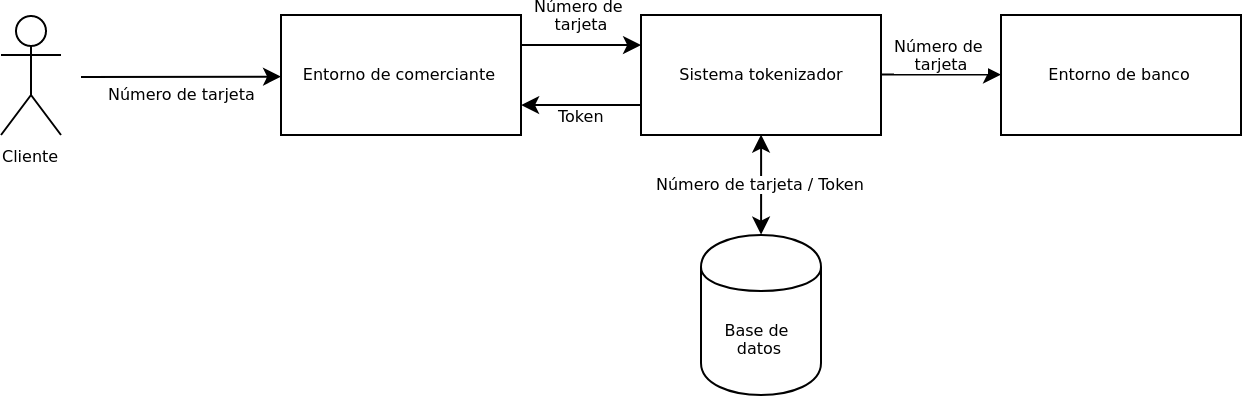 Número de
tarjeta
Número de
tarjeta
Entorno de comerciante
Sistema tokenizador
Entorno de banco
Número de tarjeta
Token
Cliente
Número de tarjeta / Token
Base de
datos